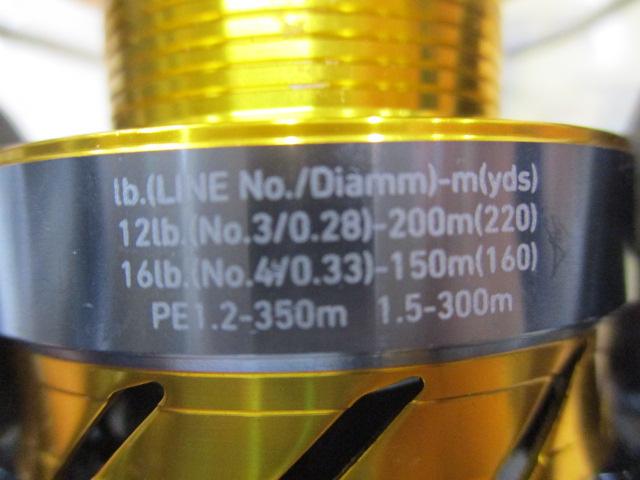 lb.(LINE No./Diamm)-m(yds)
12lb.(No.3/0.28)-200m(220)
16lb.(No.4/0.33)-150m(160)
PE1.2-350m 1.5-300m